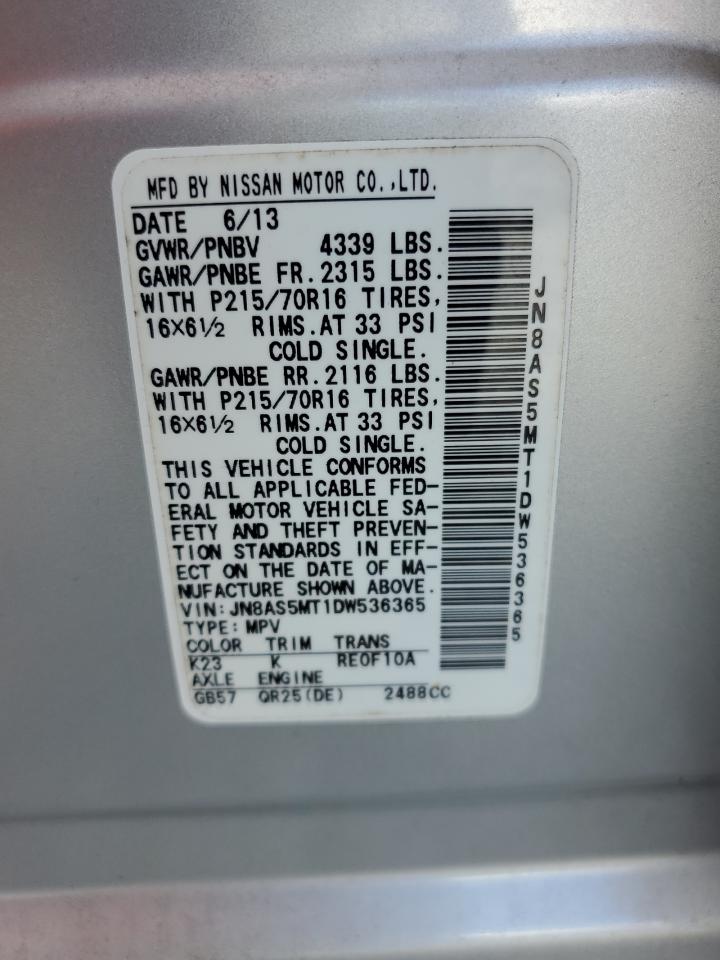 MFD BY NISSAN MOTOR CO.,LTD.
DATE 6/13
GVWR/PNBV 4339 LBS.
GAWR/PNBE FR.2315 LBS.
WITH P215/70R16 TIRES,
16×6½ RIMS.AT 33 PSI
COLD SINGLE.
GAWR/PNBE RR.2116 LBS.
WITH P215/70R16 TIRES,
16×6½ RIMS.AT 33 PSI
COLD SINGLE.
THIS VEHICLE CONFORMS
TO ALL APPLICABLE FED-
ERAL MOTOR VEHICLE SA-
FETY AND THEFT PREVEN-
TION STANDARDS IN EFF-
ECT ON THE DATE OF MA-
NUFACTURE SHOWN ABOVE.
VIN:JN8AS5MT1DW536365
TYPE:MPV
COLOR TRIM TRANS
K23 K RE0F10A
AXLE ENGINE
GB57 QR25(DE) 2488CC
JN8AS5MT1DW536365